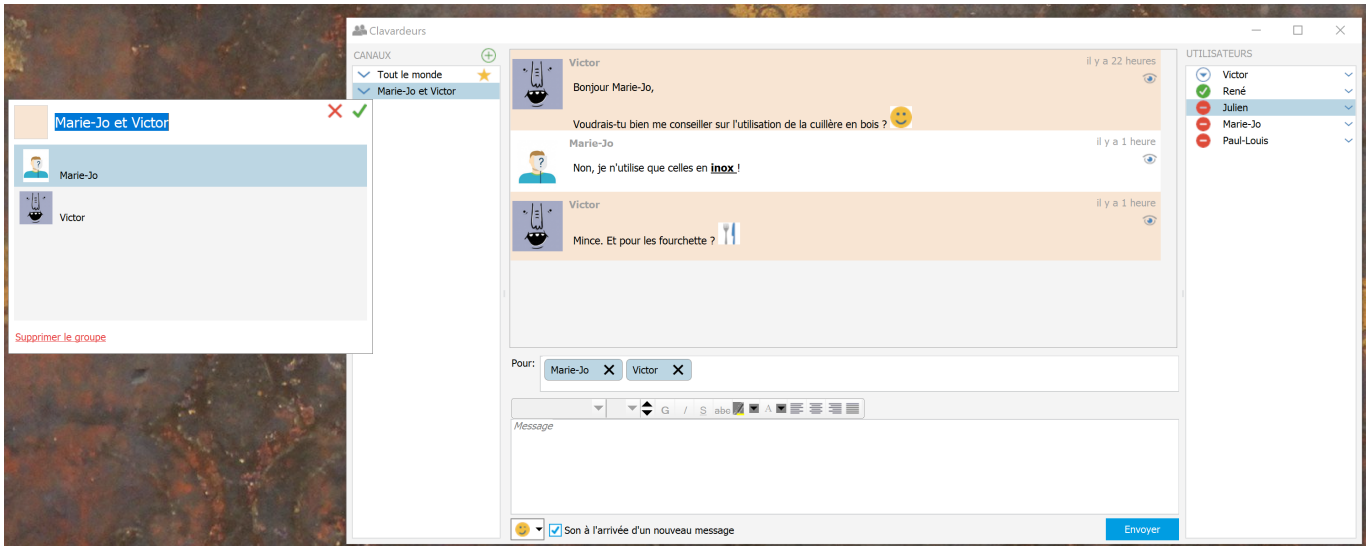 Clavardeurs
CANAUX
Tout le monde
Marie-Jo et Victor
Marie-Jo et Victor
Marie-Jo
Victor
Supprimer le groupe
Victor
il y a 22 heures
Bonjour Marie-Jo,
Voudrais-tu bien me conseiller sur l'utilisation de la cuillère en bois ?
Marie-Jo
il y a 1 heure
Non, je n'utilise que celles en inox !
Victor
il y a 1 heure
Mince. Et pour les fourchette ?
Pour:
Marie-Jo
Victor
G I S abc A
Message
Son à l'arrivée d'un nouveau message
Envoyer
UTILISATEURS
Victor
René
Julien
Marie-Jo
Paul-Louis